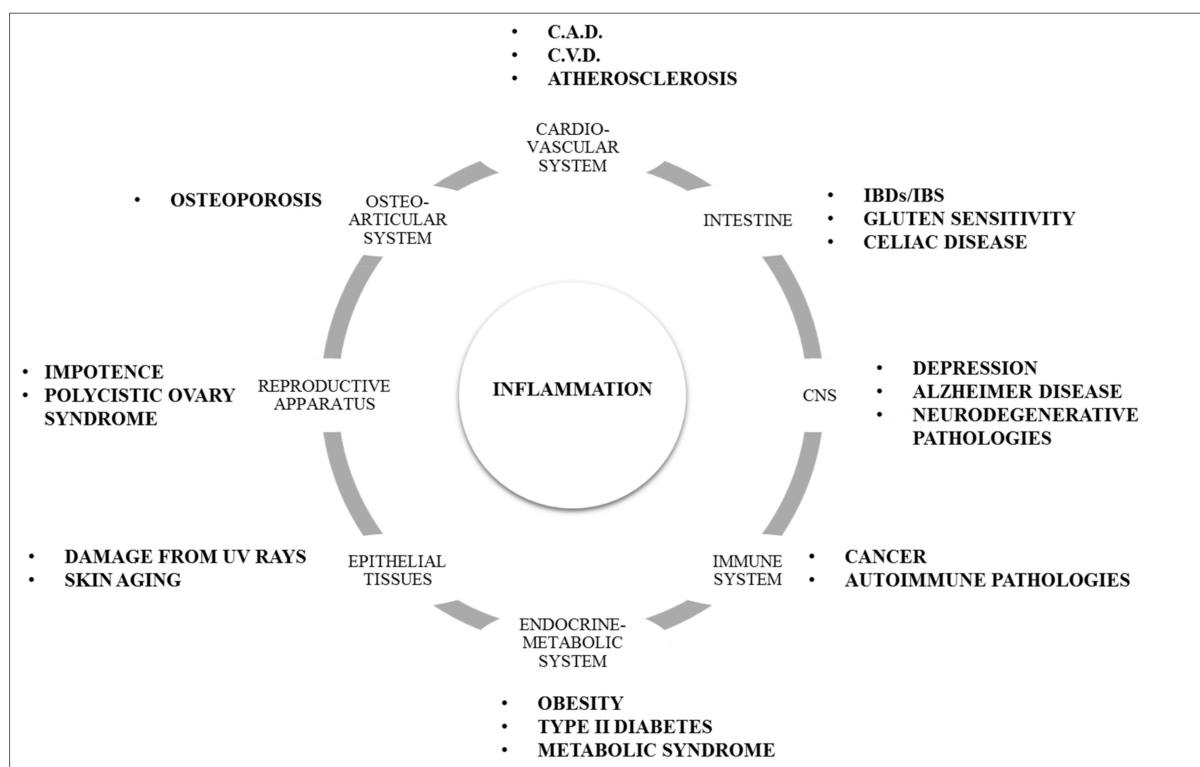 • C.A.D.
• C.V.D.
• ATHEROSCLEROSIS
CARDIO-
VASCULAR
SYSTEM
• OSTEOPOROSIS
OSTEO-
ARTICULAR
SYSTEM
INTESTINE
• IBDs/IBS
• GLUTEN SENSITIVITY
• CELIAC DISEASE
• IMPOTENCE
• POLYCISTIC OVARY
SYNDROME
REPRODUCTIVE
APPARATUS
INFLAMMATION
CNS
• DEPRESSION
• ALZHEIMER DISEASE
• NEURODEGENERATIVE
PATHOLOGIES
• DAMAGE FROM UV RAYS
• SKIN AGING
EPITHELIAL
TISSUES
IMMUNE
SYSTEM
• CANCER
• AUTOIMMUNE PATHOLOGIES
ENDOCRINE-
METABOLIC
SYSTEM
• OBESITY
• TYPE II DIABETES
• METABOLIC SYNDROME